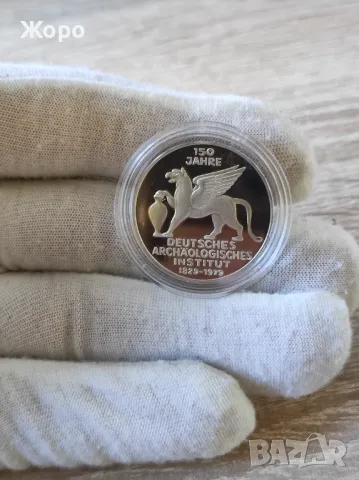 Жоро
150
JAHRE
DEUTSCHES
ARCHÄOLOGISCHES
INSTITUT
1829-1979
BAZAR